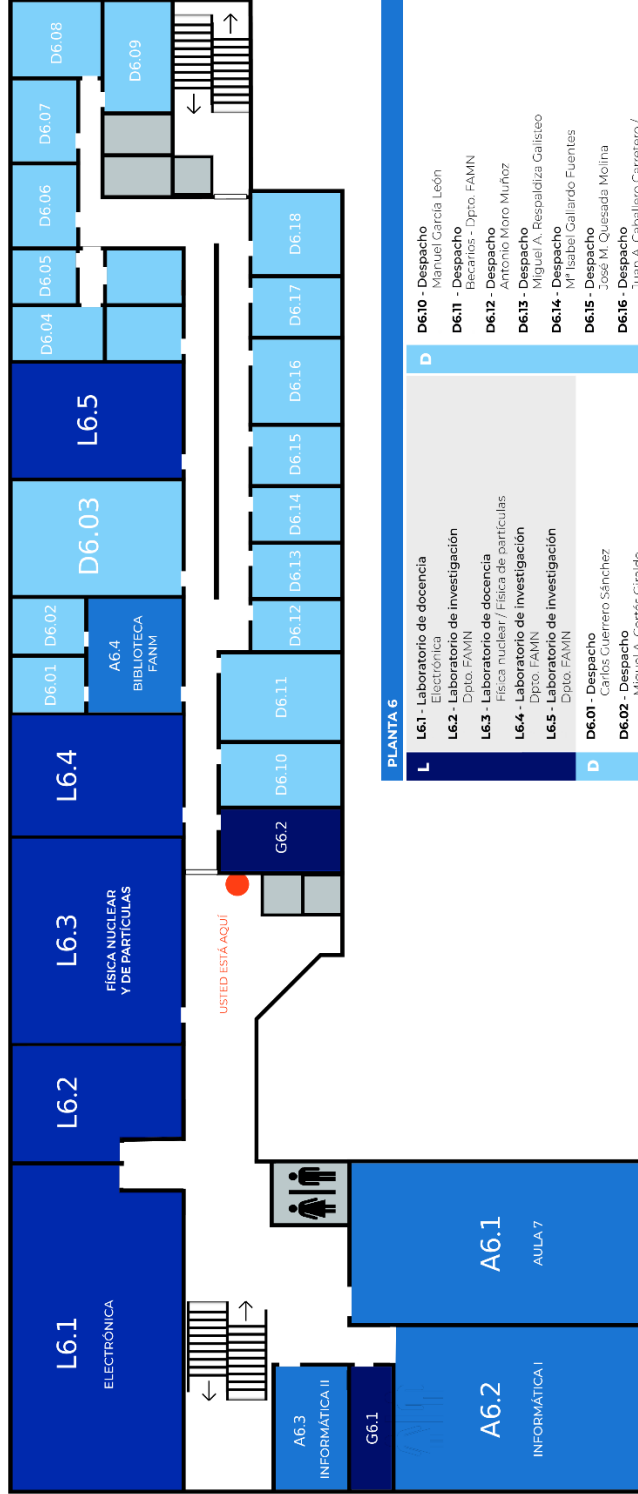 D6.08
D6.09
D6.07
D6.06
D6.05
D6.04
L6.5
D6.03
D6.02
D6.01
A6.4
BIBLIOTECA
FANM
L6.4
L6.3
FÍSICA NUCLEAR
Y DE PARTÍCULAS
L6.2
L6.1
ELECTRÓNICA
D6.18
D6.17
D6.16
D6.15
D6.14
D6.13
D6.12
D6.11
D6.10
G6.2
USTED ESTÁ AQUÍ
A6.3
INFORMÁTICA II
G6.1
A6.1
AULA 7
A6.2
INFORMÁTICA I
PLANTA 6
L
L6.1 - Laboratorio de docencia
Electrónica
L6.2 - Laboratorio de investigación
Dpto. FAMN
L6.3 - Laboratorio de docencia
Física nuclear / Física de partículas
L6.4 - Laboratorio de investigación
Dpto. FAMN
L6.5 - Laboratorio de investigación
Dpto. FAMN
D
D6.01 - Despacho
Carlos Guerrero Sánchez
D6.02 - Despacho
Miguel A. Cortés Giraldo
D
D6.10 - Despacho
Manuel García León
D6.11 - Despacho
Becarios - Dpto. FAMN
D6.12 - Despacho
Antonio Moro Muñoz
D6.13 - Despacho
Miguel A. Respaldiza Galisteo
D6.14 - Despacho
Mª Isabel Gallardo Fuentes
D6.15 - Despacho
José M. Quesada Molina
D6.16 - Despacho
Juan A. Caballero Carretero /